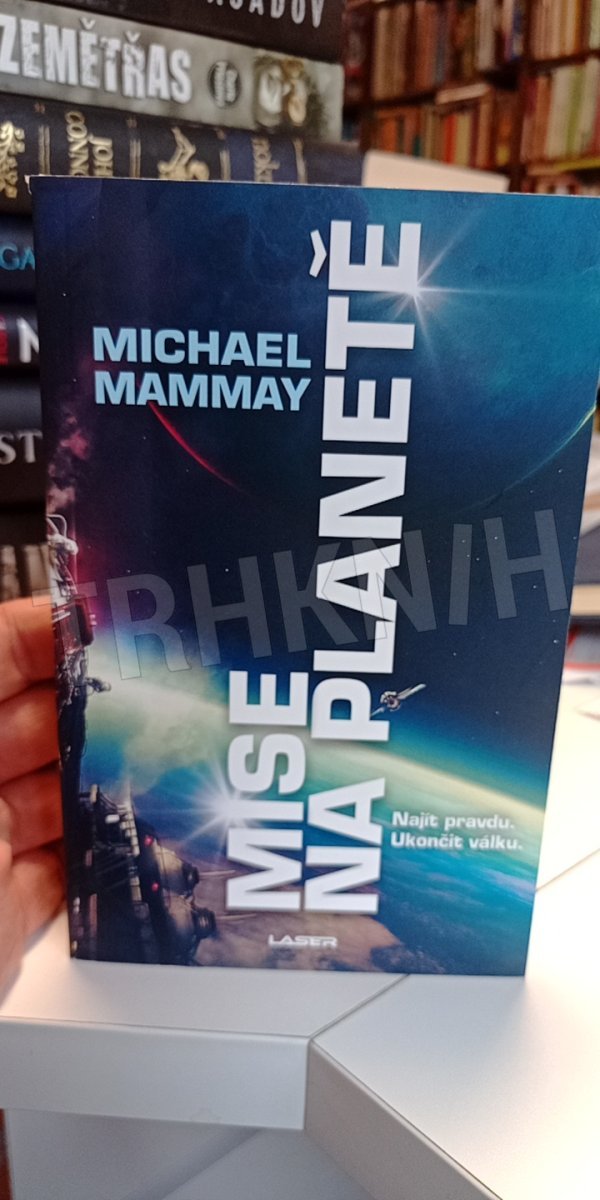 ZEMĚTŘAS
MICHAEL
MAMMAY
MISE
NA PLANETĚ
Najít pravdu.
Ukončit válku.
LASER
TRHKNIH